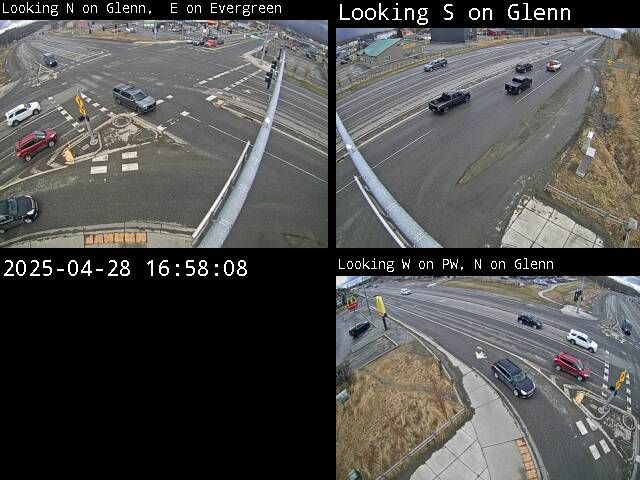 Looking N on Glenn,  E on Evergreen
Looking S on Glenn
2025-04-28 16:58:08
Looking W on PW, N on Glenn